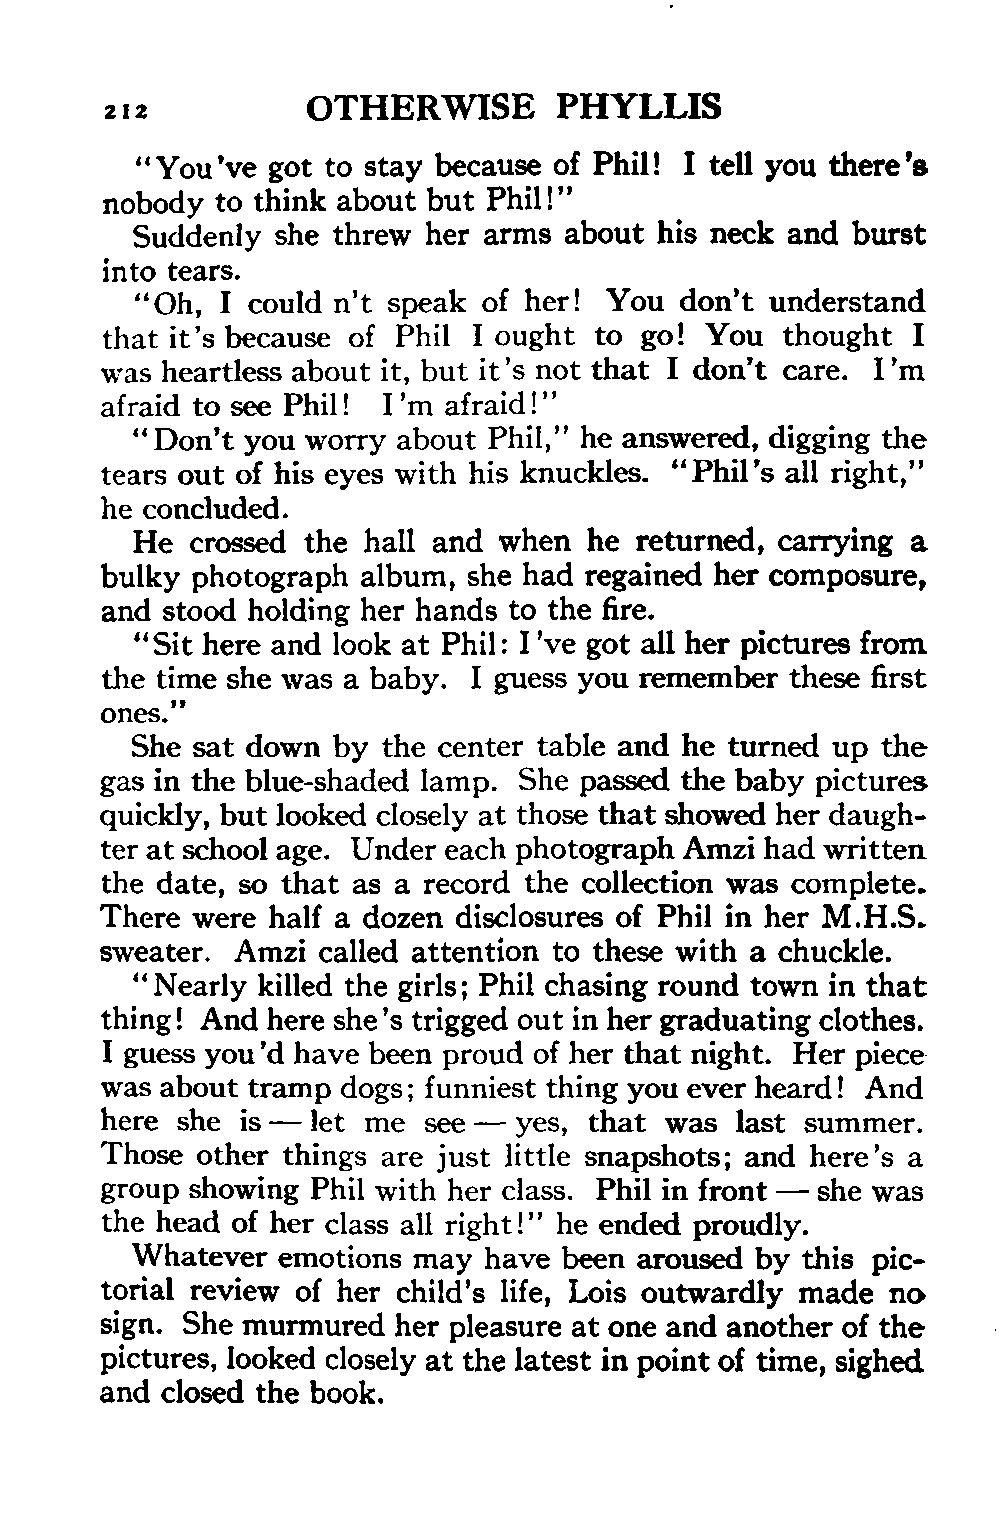 212 OTHERWISE PHYLLIS
"You've got to stay because of Phil! I tell you there's
nobody to think about but Phil!"
Suddenly she threw her arms about his neck and burst
into tears.
"Oh, I could n't speak of her! You don't understand
that it's because of Phil I ought to go! You thought I
was heartless about it, but it's not that I don't care. I'm
afraid to see Phil! I'm afraid!"
"Don't you worry about Phil," he answered, digging the
tears out of his eyes with his knuckles. "Phil's all right,"
he concluded.
He crossed the hall and when he returned, carrying a
bulky photograph album, she had regained her composure,
and stood holding her hands to the fire.
"Sit here and look at Phil: I've got all her pictures from
the time she was a baby. I guess you remember these first
ones."
She sat down by the center table and he turned up the
gas in the blue-shaded lamp. She passed the baby pictures
quickly, but looked closely at those that showed her daugh-
ter at school age. Under each photograph Amzi had written
the date, so that as a record the collection was complete.
There were half a dozen disclosures of Phil in her M.H.S.
sweater. Amzi called attention to these with a chuckle.
"Nearly killed the girls; Phil chasing round town in that
thing! And here she's trigged out in her graduating clothes.
I guess you'd have been proud of her that night. Her piece
was about tramp dogs; funniest thing you ever heard! And
here she is — let me see — yes, that was last summer.
Those other things are just little snapshots; and here's a
group showing Phil with her class. Phil in front — she was
the head of her class all right!" he ended proudly.
Whatever emotions may have been aroused by this pic-
torial review of her child's life, Lois outwardly made no
sign. She murmured her pleasure at one and another of the
pictures, looked closely at the latest in point of time, sighed
and closed the book.